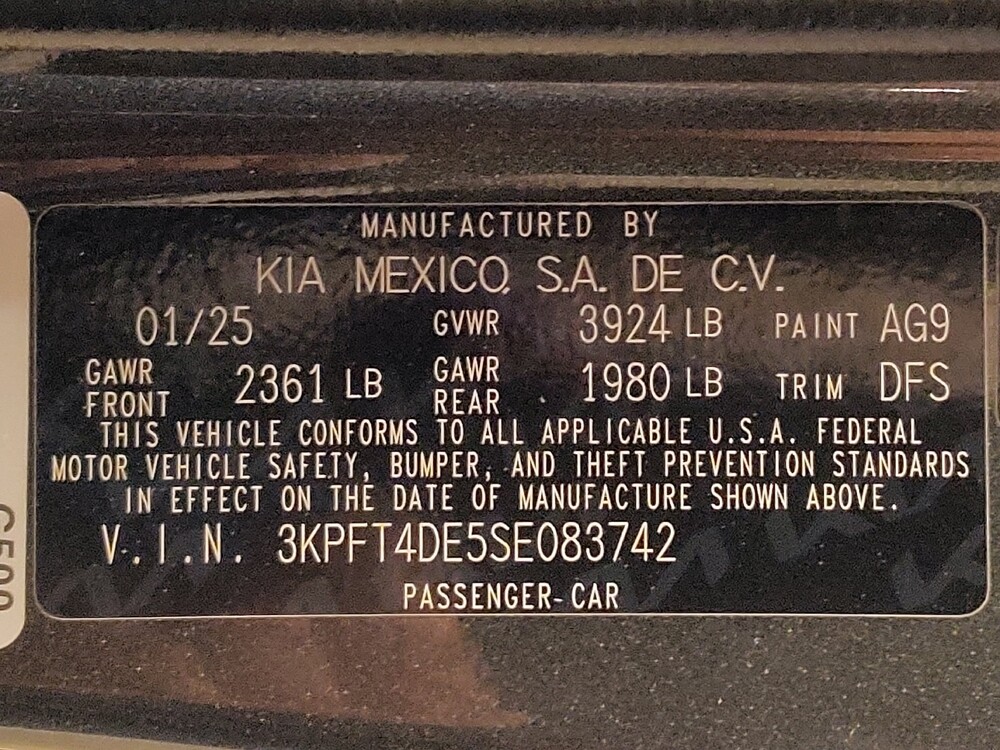 MANUFACTURED BY
KIA MEXICO, S.A. DE C.V.
01/25 GVWR 3924 LB PAINT AG9
GAWR FRONT 2361 LB GAWR REAR 1980 LB TRIM DFS
THIS VEHICLE CONFORMS TO ALL APPLICABLE U.S.A. FEDERAL
MOTOR VEHICLE SAFETY, BUMPER, AND THEFT PREVENTION STANDARDS
IN EFFECT ON THE DATE OF MANUFACTURE SHOWN ABOVE.
V.I.N. 3KPFT4DE5SE083742
PASSENGER-CAR